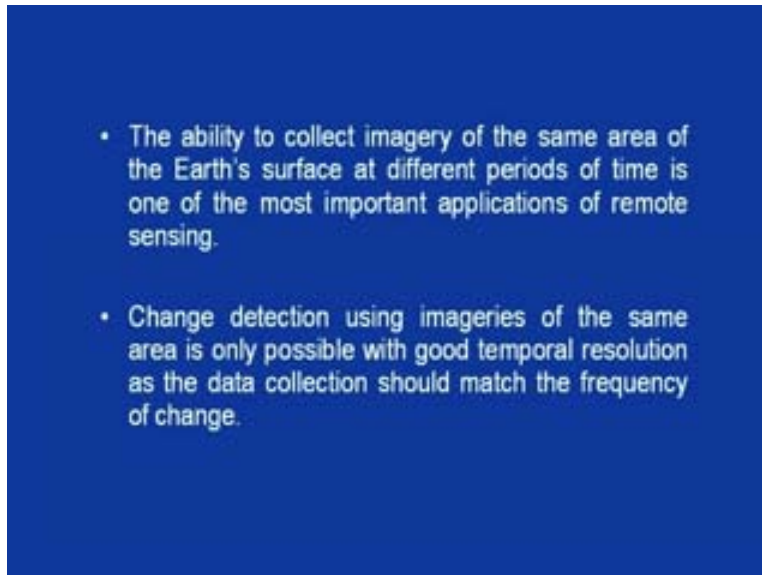 • The ability to collect imagery of the same area of
the Earth's surface at different periods of time is
one of the most important applications of remote
sensing.
• Change detection using imageries of the same
area is only possible with good temporal resolution
as the data collection should match the frequency
of change.